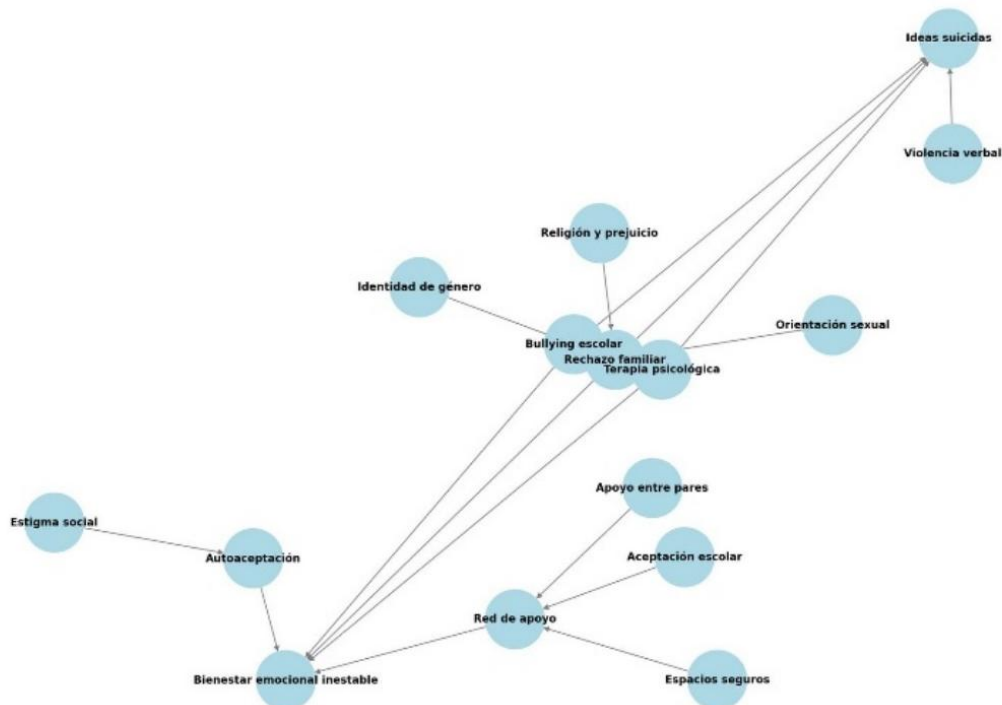 Ideas suicidas
Violencia verbal
Religión y prejuicio
Identidad de género
Orientación sexual
Bullying escolar
Rechazo familiar
Terapia psicológica
Apoyo entre pares
Estigma social
Autoaceptación
Aceptación escolar
Red de apoyo
Bienestar emocional inestable
Espacios seguros